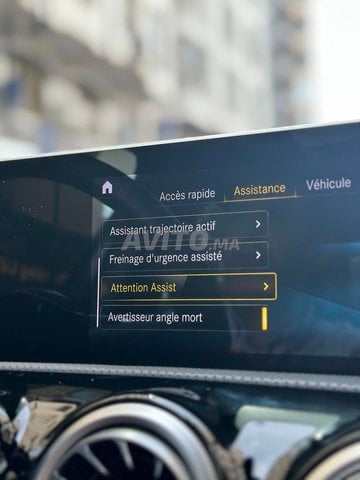 Accès rapide Assistance Véhicule
Assistant trajectoire actif
AVITO.MA
Freinage d'urgence assisté
Attention Assist
Avertisseur angle mort